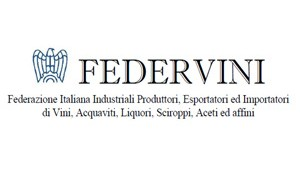 FEDERVINI
Federazione Italiana Industriali Produttori, Esportatori ed Importatori
di Vini, Acquaviti, Liquori, Sciroppi, Aceti ed affini